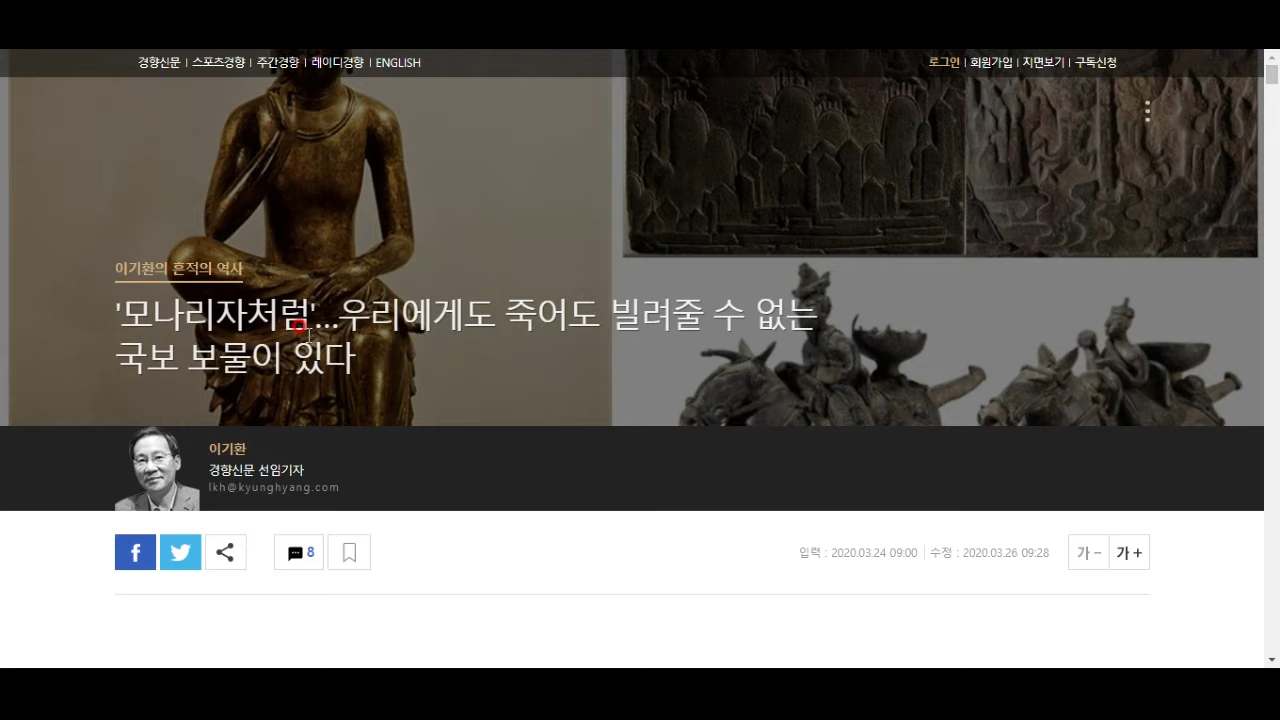 경향신문 | 스포츠경향 | 주간경향 | 레이디경향 | ENGLISH
로그인 | 회원가입 | 지면보기 | 구독신청
이기환의 흔적의 역사
'모나리자처럼'...우리에게도 죽어도 빌려줄 수 없는
국보 보물이 있다
이기환
경향신문 선임기자
lkh@kyunghyang.com
8
입력 : 2020.03.24 09:00 | 수정 : 2020.03.26 09:28
가 -
가 +